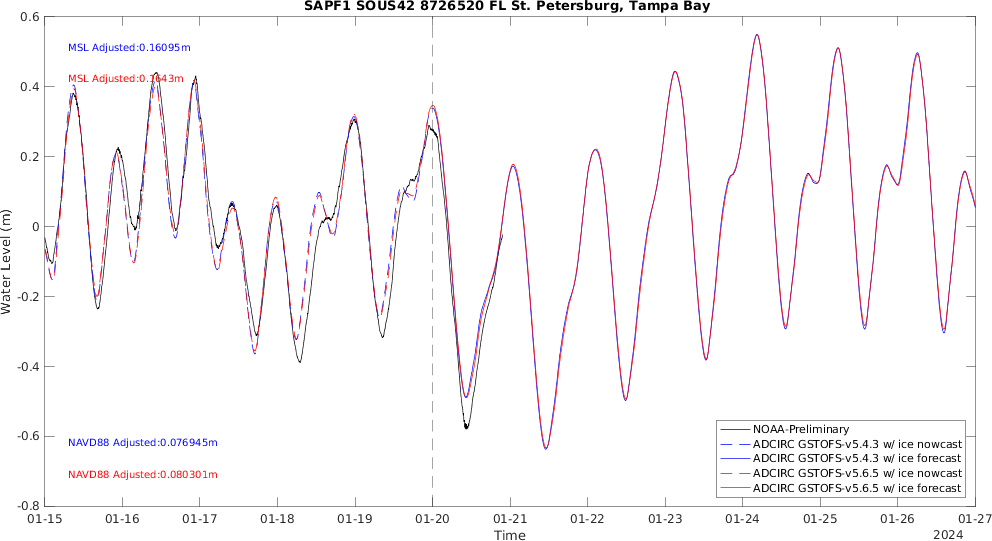 SAPF1 SOUS42 8726520 FL St. Petersburg, Tampa Bay
0.6
0.4
0.2
0
-0.2
-0.4
-0.6
-0.8
Water Level (m)
MSL Adjusted:0.16095m
MSL Adjusted:0.1643m
NAVD88 Adjusted:0.076945m
NAVD88 Adjusted:0.080301m
NOAA-Preliminary
ADCIRC GSTOFS-v5.4.3 w/ ice nowcast
ADCIRC GSTOFS-v5.4.3 w/ ice forecast
ADCIRC GSTOFS-v5.6.5 w/ ice nowcast
ADCIRC GSTOFS-v5.6.5 w/ ice forecast
01-15 01-16 01-17 01-18 01-19 01-20 01-21 01-22 01-23 01-24 01-25 01-26 01-27
Time
2024